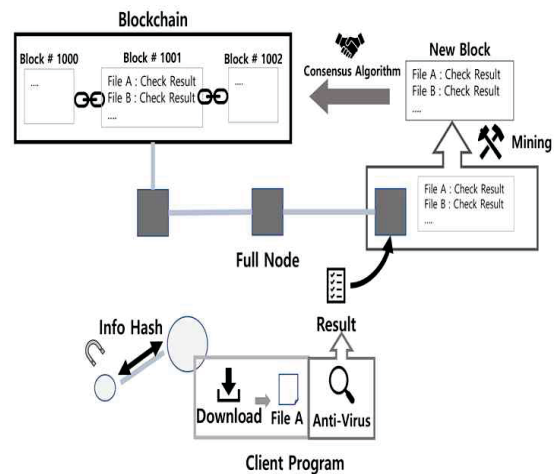 Blockchain
Block # 1000
Block # 1001
Block # 1002
....
File A : Check Result
File B : Check Result
....
....
Consensus Algorithm
New Block
File A : Check Result
File B : Check Result
....
Mining
File A : Check Result
File B : Check Result
....
Full Node
Info Hash
Result
Download
File A
Anti-Virus
Client Program